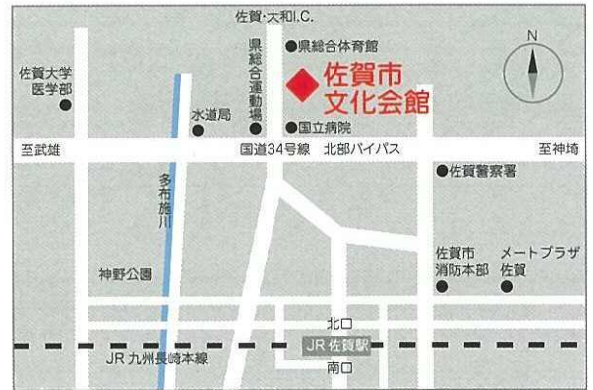 佐賀・大和I.C.
N
県総合体育館
佐賀大学
医学部
県総合運動場
佐賀市
文化会館
水道局
国立病院
至武雄
国道34号線 北部バイパス
至神埼
多布施川
佐賀警察署
佐賀市
消防本部
メートプラザ
佐賀
神野公園
北口
JR佐賀駅
JR九州長崎本線
南口